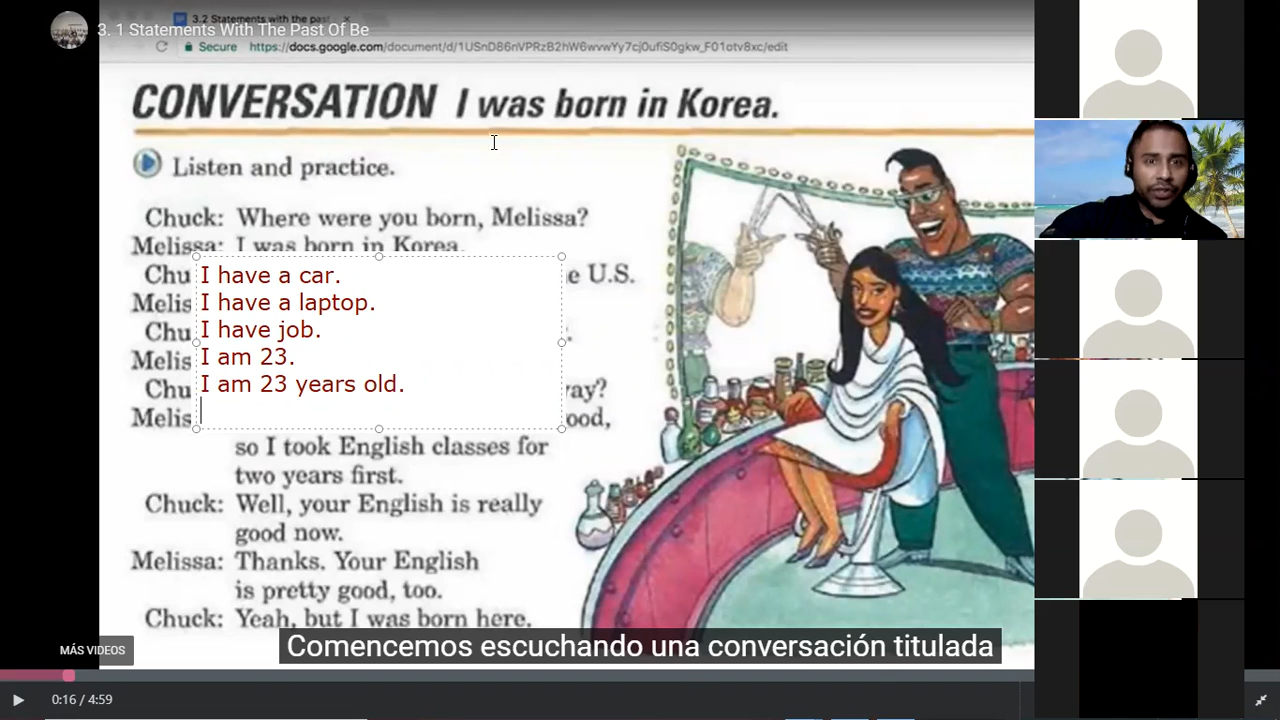 3.2 Statements with the past
3. 1 Statements With The Past Of Be
Secure https://docs.google.com/document/d/1USnD86nVPRzB2hW6wvwYy7cj0ufiS0gkw_F01otv8xc/edit
CONVERSATION I was born in Korea.
Listen and practice.
Chuck: Where were you born, Melissa?
Melissa: I was born in Korea.
Chu e U.S.
Melis
Chu
Melis
Chu ay?
Melis ood,
I have a car.
I have a laptop.
I have job.
I am 23.
I am 23 years old.
so I took English classes for
two years first.
Chuck: Well, your English is really
good now.
Melissa: Thanks. Your English
is pretty good, too.
Chuck: Yeah, but I was born here.
Comencemos escuchando una conversación titulada
MÁS VIDEOS
0:16 / 4:59